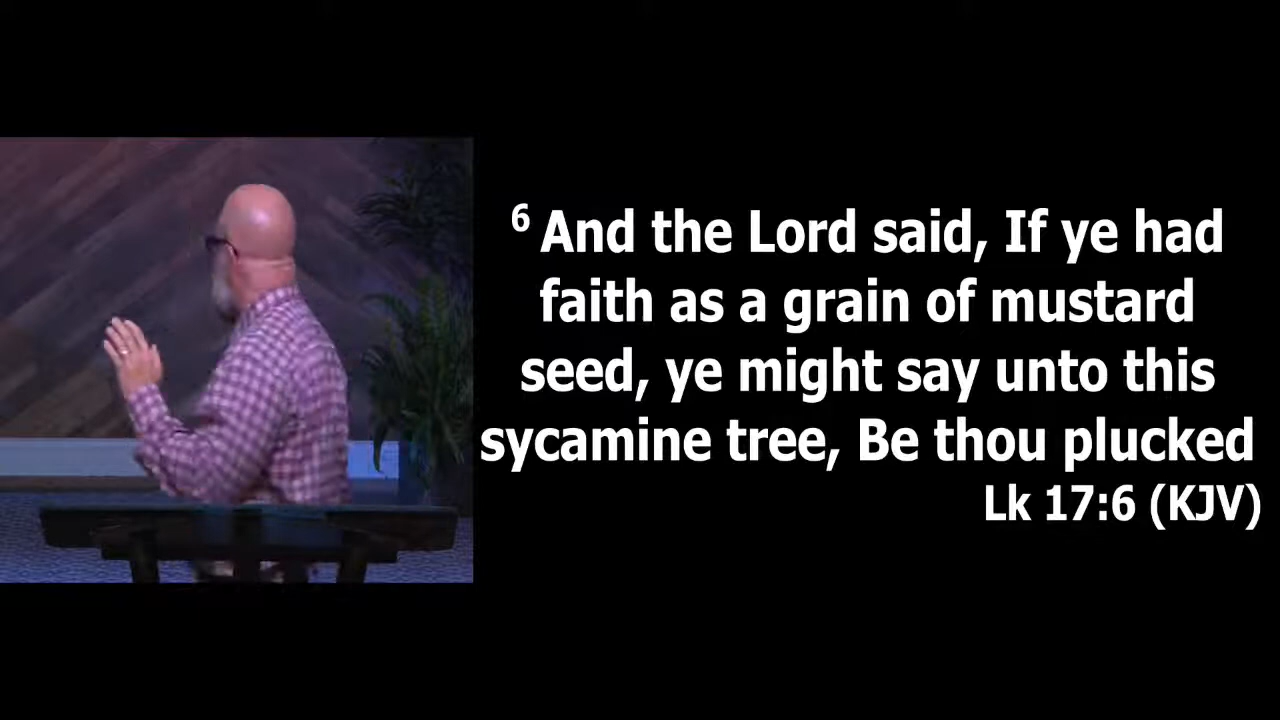 6 And the Lord said, If ye had
faith as a grain of mustard
seed, ye might say unto this
sycamine tree, Be thou plucked
Lk 17:6 (KJV)